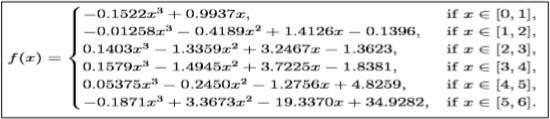 f(x) = { −0.1522x³ + 0.9937x, if x ∈ [0, 1],
−0.01258x³ − 0.4189x² + 1.4126x − 0.1396, if x ∈ [1, 2],
0.1403x³ − 1.3359x² + 3.2467x − 1.3623, if x ∈ [2, 3],
0.1579x³ − 1.4945x² + 3.7225x − 1.8381, if x ∈ [3, 4],
0.05375x³ − 0.2450x² − 1.2756x + 4.8259, if x ∈ [4, 5],
−0.1871x³ + 3.3673x² − 19.3370x + 34.9282, if x ∈ [5, 6].